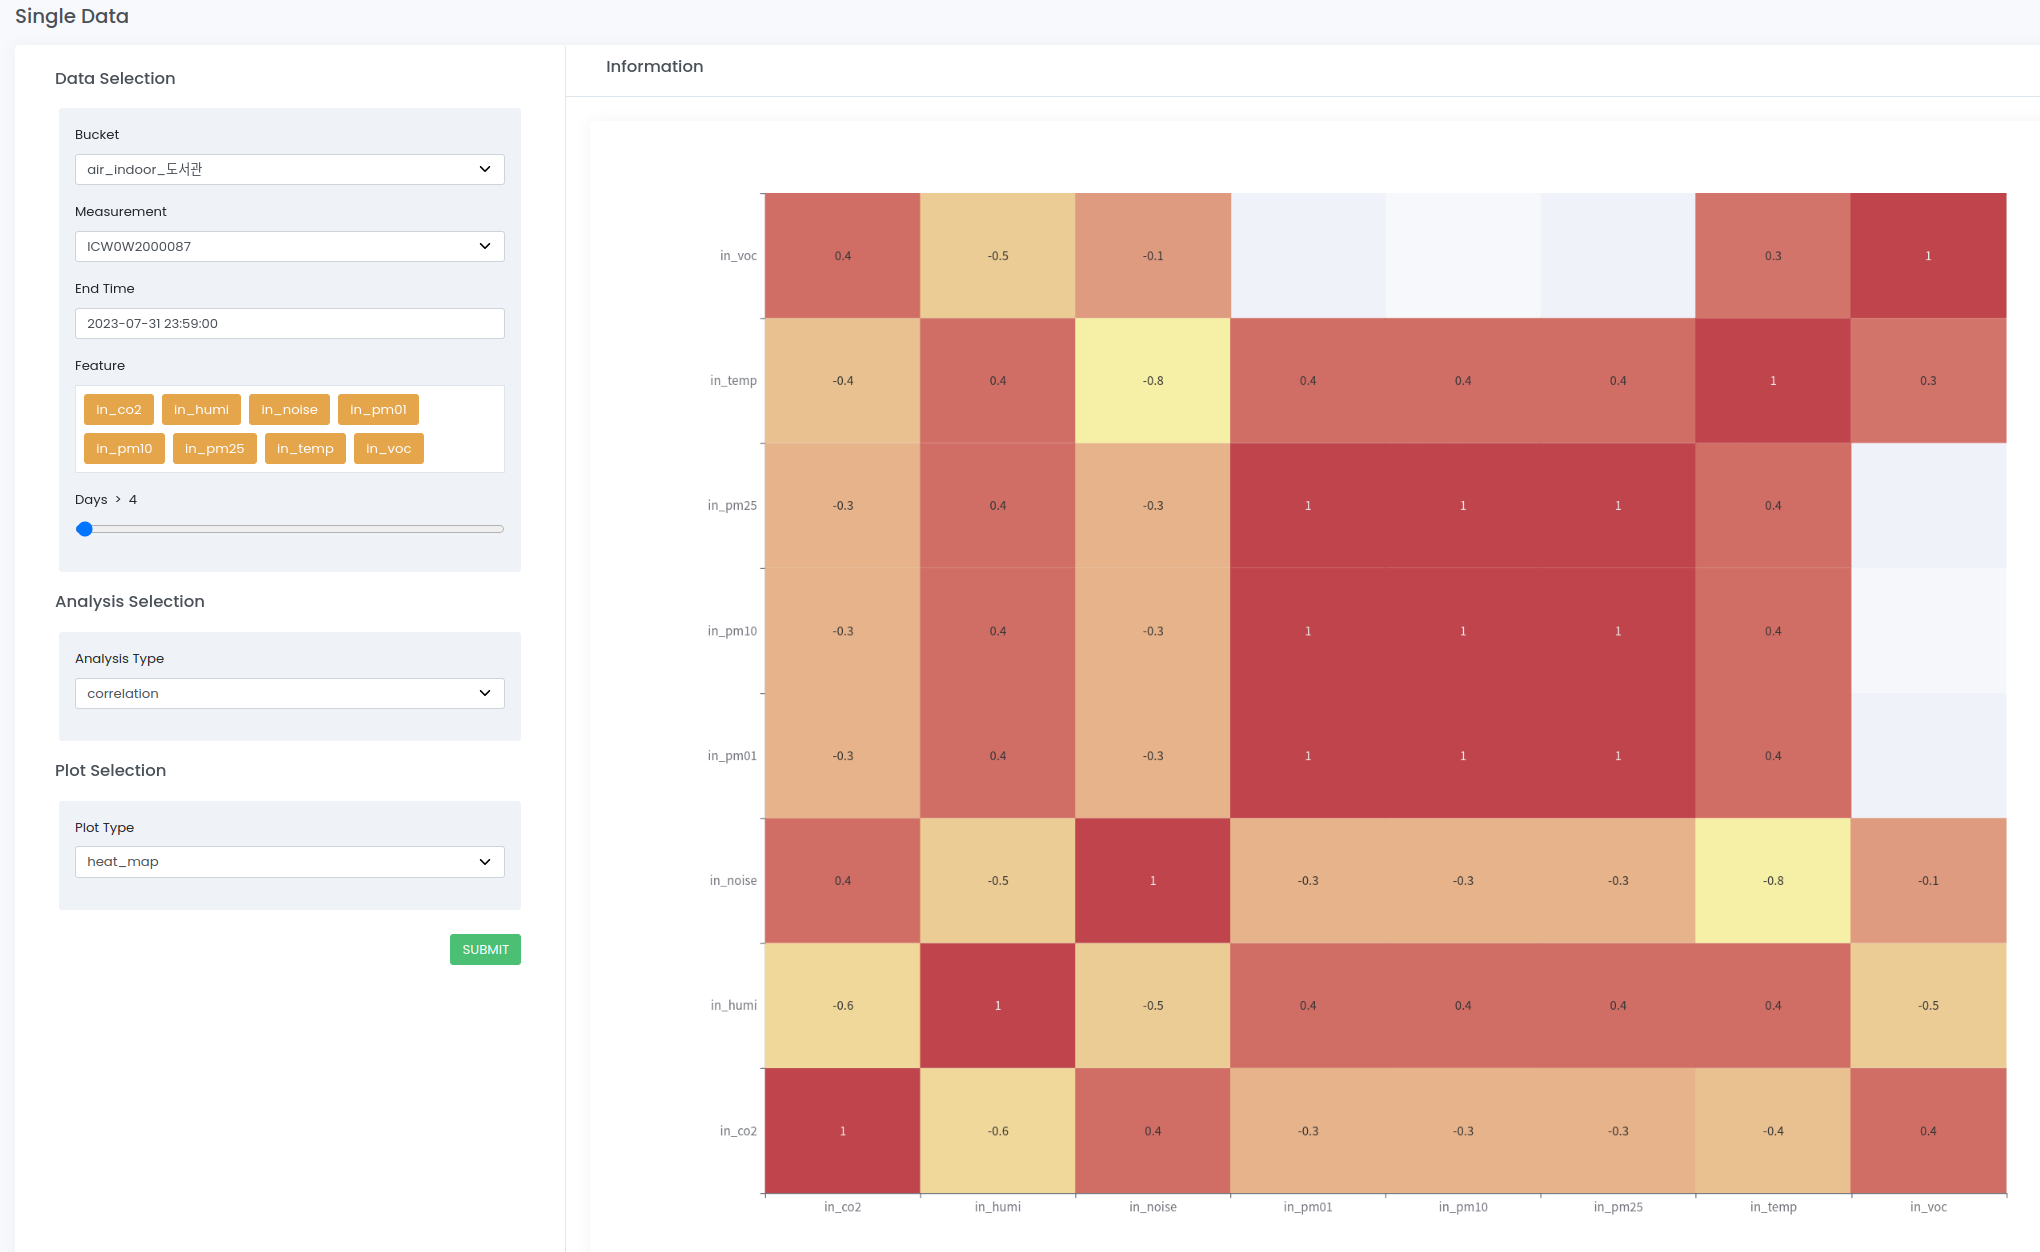 Single Data
Data Selection
Bucket
air_indoor_도서관
Measurement
ICW0W2000087
End Time
2023-07-31 23:59:00
Feature
in_co2 in_humi in_noise in_pm01
in_pm10 in_pm25 in_temp in_voc
Days > 4
Analysis Selection
Analysis Type
correlation
Plot Selection
Plot Type
heat_map
SUBMIT
Information
in_voc 0.4 -0.5 -0.1 0.3 1
in_temp -0.4 0.4 -0.8 0.4 0.4 0.4 1 0.3
in_pm25 -0.3 0.4 -0.3 1 1 1 0.4
in_pm10 -0.3 0.4 -0.3 1 1 1 0.4
in_pm01 -0.3 0.4 -0.3 1 1 1 0.4
in_noise 0.4 -0.5 1 -0.3 -0.3 -0.3 -0.8 -0.1
in_humi -0.6 1 -0.5 0.4 0.4 0.4 0.4 -0.5
in_co2 1 -0.6 0.4 -0.3 -0.3 -0.3 -0.4 0.4
in_co2 in_humi in_noise in_pm01 in_pm10 in_pm25 in_temp in_voc